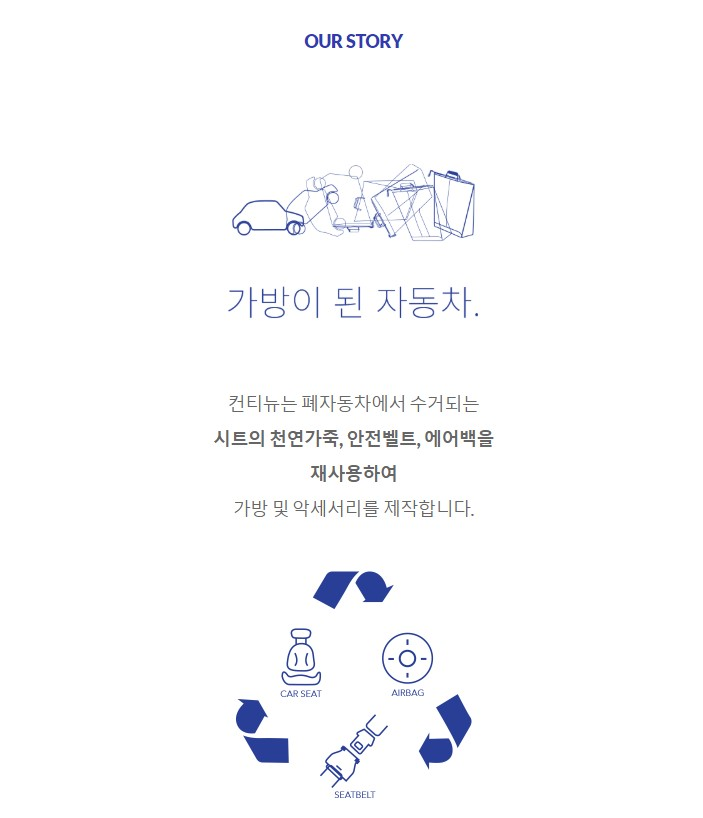 OUR STORY
가방이 된 자동차.
컨티뉴는 폐자동차에서 수거되는
시트의 천연가죽, 안전벨트, 에어백을
재사용하여
가방 및 악세서리를 제작합니다.
CAR SEAT
AIRBAG
SEATBELT